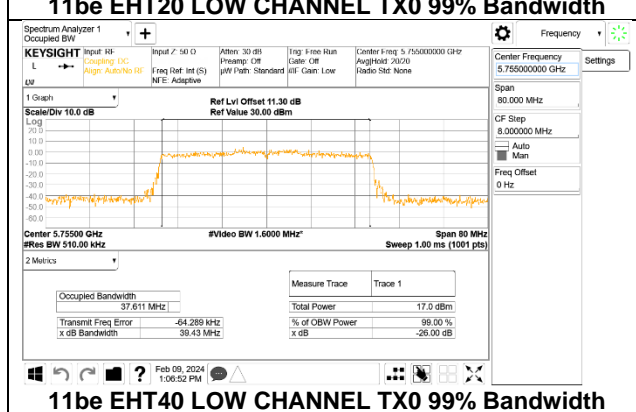 11be EHT20 LOW CHANNEL TX0 99% Bandwidth
Spectrum Analyzer 1
Occupied BW
+
Frequency
KEYSIGHT
L
Input: RF
Coupling: DC
Align: Auto/No RF
Input Z: 50 Ω
Freq Ref: Int (S)
NFE: Adaptive
Atten: 30 dB
Preamp: Off
µW Path: Standard
Trig: Free Run
Gate: Off
#IF Gain: Low
Center Freq: 5.755000000 GHz
Avg|Hold: 20/20
Radio Std: None
Center Frequency
5.755000000 GHz
Settings
Span
80.000 MHz
CF Step
8.000000 MHz
Auto
Man
Freq Offset
0 Hz
1 Graph
Scale/Div 10.0 dB
Ref Lvl Offset 11.30 dB
Ref Value 30.00 dBm
Log
20.0
10.0
0.00
-10.0
-20.0
-30.0
-40.0
-50.0
-60.0
Center 5.75500 GHz
#Res BW 510.00 kHz
#Video BW 1.6000 MHz*
Span 80 MHz
Sweep 1.00 ms (1001 pts)
2 Metrics
Measure Trace Trace 1
Occupied Bandwidth
37.611 MHz
Total Power 17.0 dBm
Transmit Freq Error -64.289 kHz
% of OBW Power 99.00 %
x dB Bandwidth 39.43 MHz
x dB -26.00 dB
?
Feb 09, 2024
1:06:52 PM
11be EHT40 LOW CHANNEL TX0 99% Bandwidth